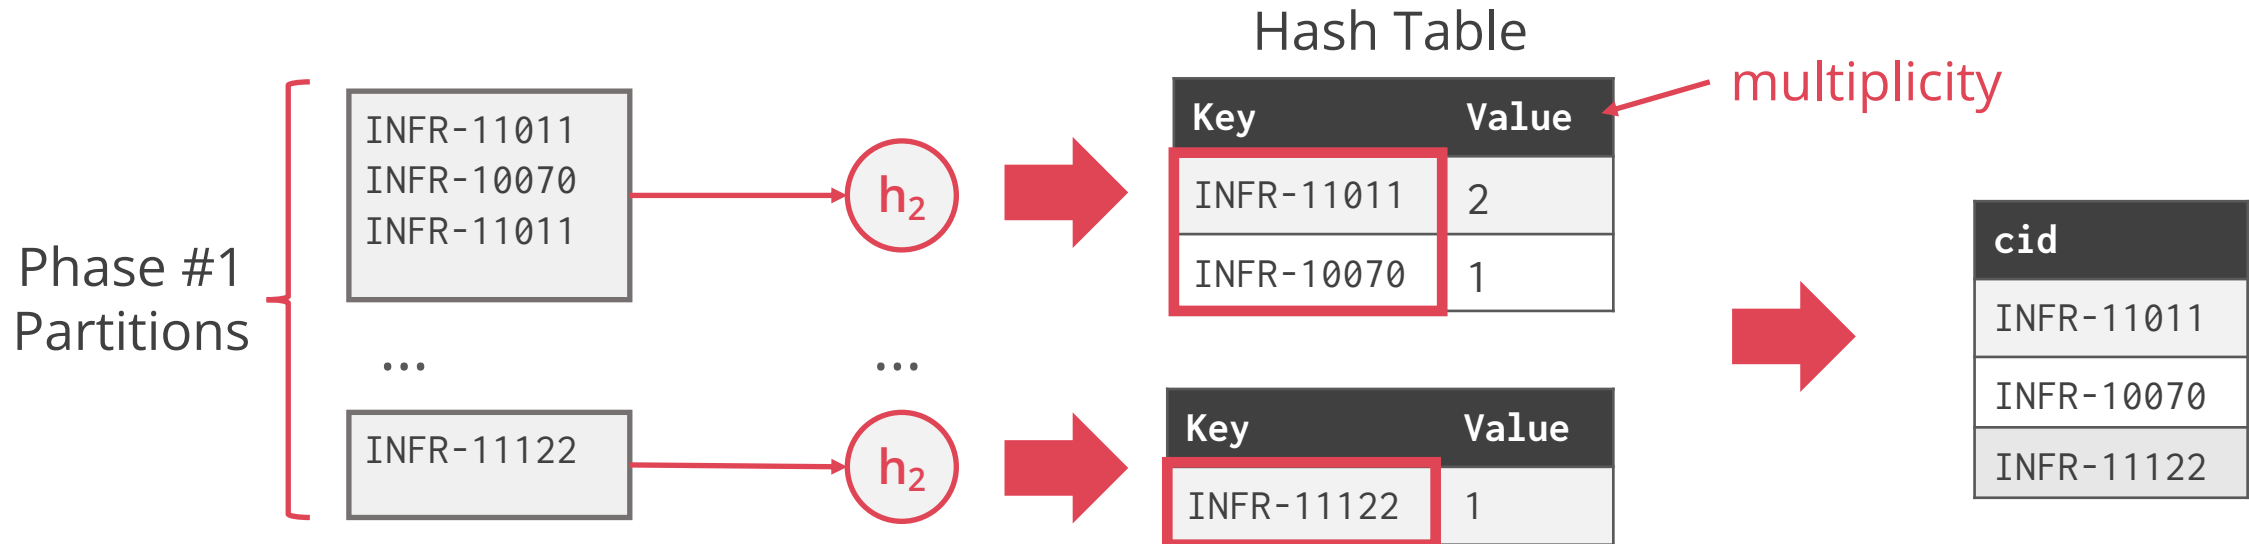 Hash Table
multiplicity
Phase #1
Partitions
INFR-11011
INFR-10070
INFR-11011
...
INFR-11122
h₂
...
h₂
Key Value
INFR-11011 2
INFR-10070 1
Key Value
INFR-11122 1
cid
INFR-11011
INFR-10070
INFR-11122